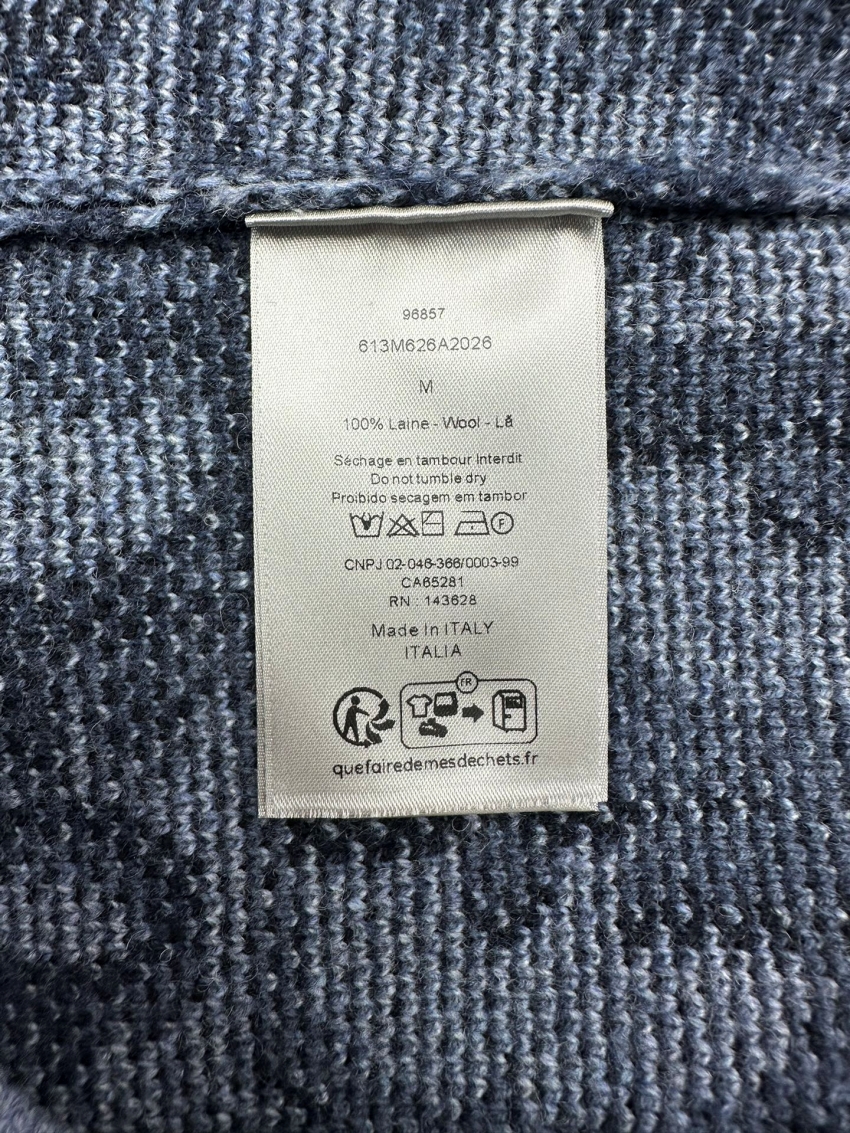 96857
613M626A2026
M
100% Laine - Wool - Lã
Séchage en tambour Interdit
Do not tumble dry
Proibido secagem em tambor
F
CNPJ 02-046-366/0003-99
CA65281
RN : 143628
Made In ITALY
ITALIA
FR
quefairedemesdechets.fr